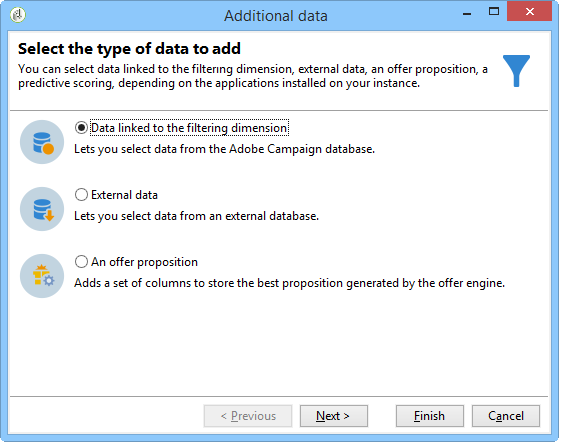 Additional data
Select the type of data to add
You can select data linked to the filtering dimension, external data, an offer proposition, a
predictive scoring, depending on the applications installed on your instance.
Data linked to the filtering dimension
Lets you select data from the Adobe Campaign database.
External data
Lets you select data from an external database.
An offer proposition
Adds a set of columns to store the best proposition generated by the offer engine.
< Previous Next > Finish Cancel